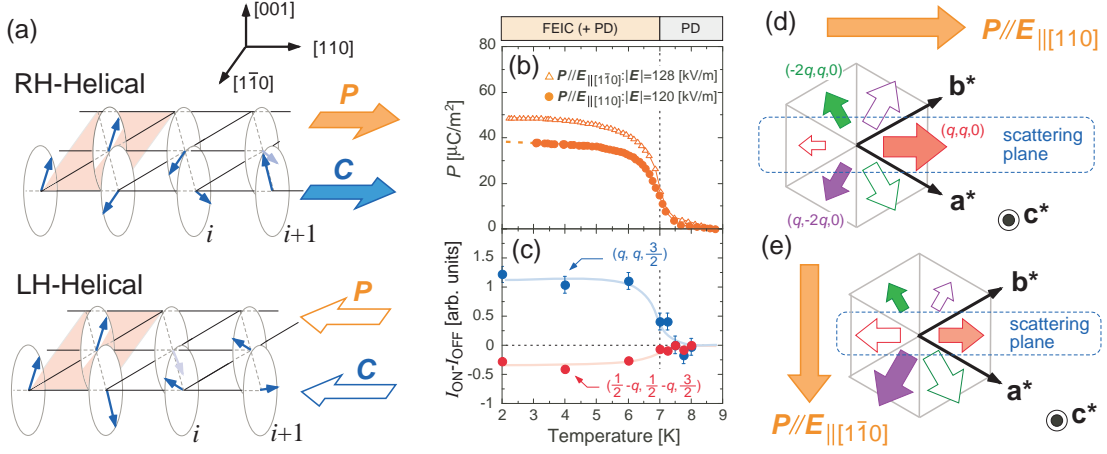 (a)
[001]
[110]
[11̄0]
RH-Helical
P
C
i
i+1
LH-Helical
P
C
i
i+1
FEIC (+ PD)
PD
(b)
P//E||[11̄0]:|E|=128 [kV/m]
P//E||[110]:|E|=120 [kV/m]
P [μC/m²]
80
60
40
20
0
(c)
(q, q, 3/2)
(1/2-q, 1/2-q, 3/2)
I_ON-I_OFF [arb. units]
1.5
1
0.5
0
-0.5
-1
2
3
4
5
6
7
8
9
Temperature [K]
(d)
P//E||[110]
(-2q,q,0)
b*
(q,q,0)
scattering
plane
(q,-2q,0)
a*
c*
(e)
b*
scattering
plane
a*
P//E||[11̄0]
c*